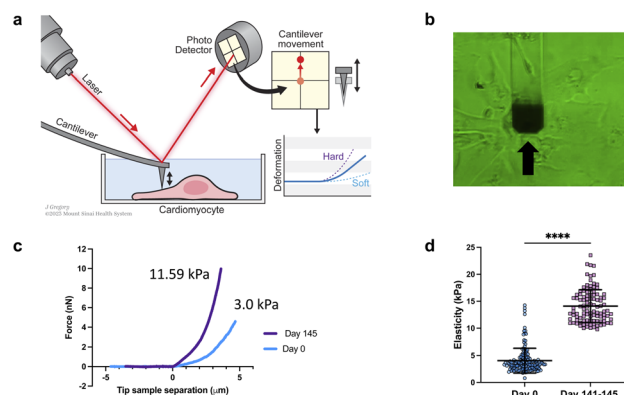 a
Photo
Detector
Cantilever
movement
Laser
Cantilever
Deformation
Hard
Soft
Cardiomyocyte
J Gregory
©2023 Mount Sinai Health System
b
c
11.59 kPa
3.0 kPa
Force (nN)
12
10
8
6
4
2
0
-2
-5
0
5
Tip sample separation (μm)
Day 145
Day 0
d
****
Elasticity (kPa)
25
20
15
10
5
0
Day 0
Day 141-145